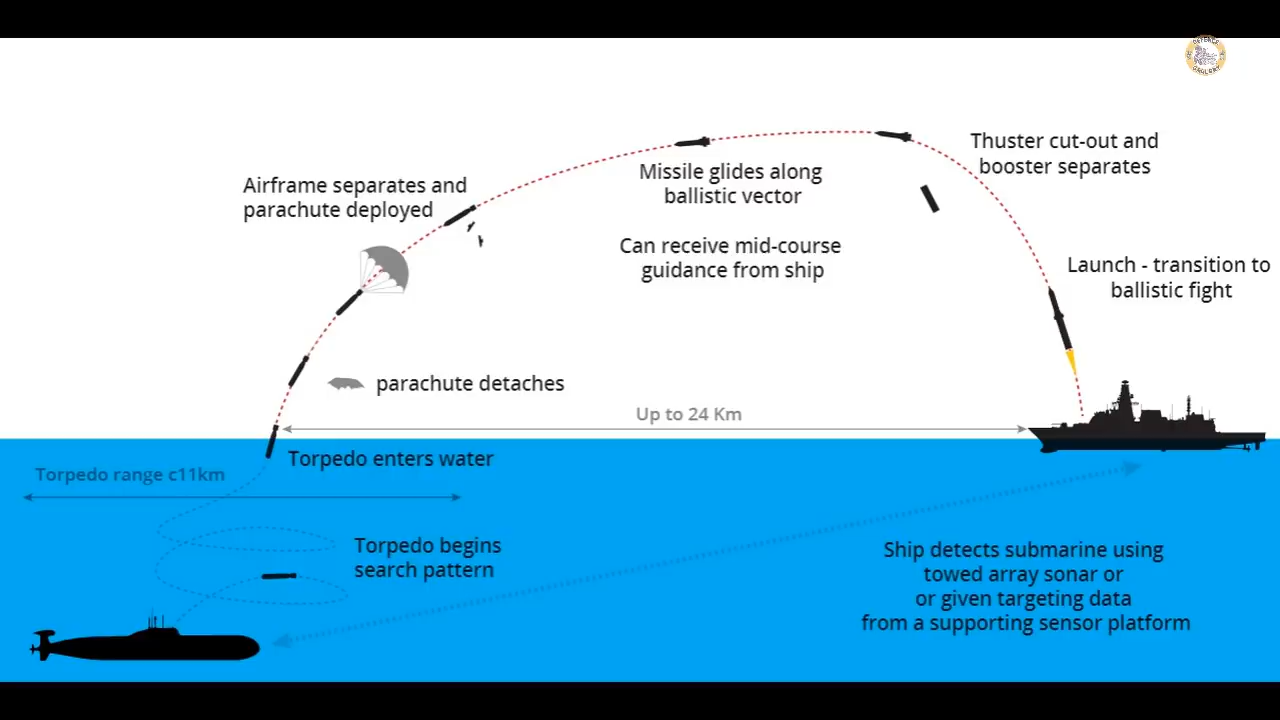 DEFENCE
GALLERY
Thuster cut-out and
booster separates
Missile glides along
ballistic vector
Airframe separates and
parachute deployed
Can receive mid-course
guidance from ship
Launch - transition to
ballistic fight
parachute detaches
Up to 24 Km
Torpedo enters water
Torpedo range c11km
Torpedo begins
search pattern
Ship detects submarine using
towed array sonar or
or given targeting data
from a supporting sensor platform